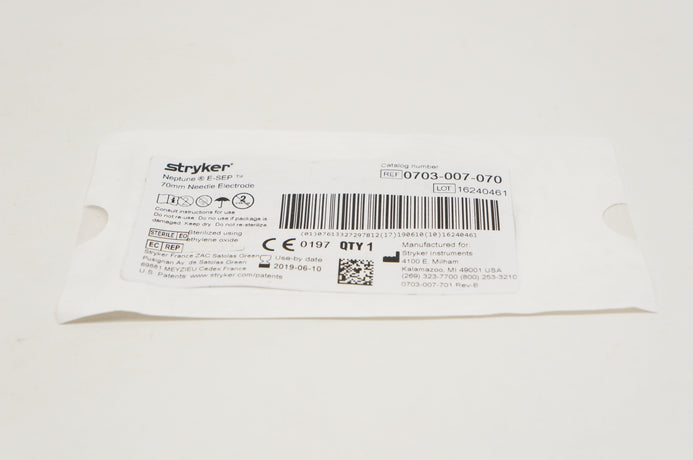 stryker®
Neptune ® E-SEP ™
70mm Needle Electrode
Consult instructions for use
Do not re-use. Do not use if package is
damaged. Keep dry. Do not re-sterilize.
STERILE EO Sterilized using
ethylene oxide
EC REP
Stryker France ZAC Satolas Green
Pusignan Av. de Satolas Green
69881 MEYZIEU Cedex France
U.S. Patents: www.stryker.com/patents
Catalog number
REF 0703-007-070
LOT 16240461
(01)07613327297812(17)190610(10)16240461
CE 0197 QTY 1
Use-by date
2019-06-10
Manufactured for:
Stryker Instruments
4100 E. Milham
Kalamazoo, MI 49001 USA
(269) 323-7700 (800) 253-3210
0703-007-701 Rev-B